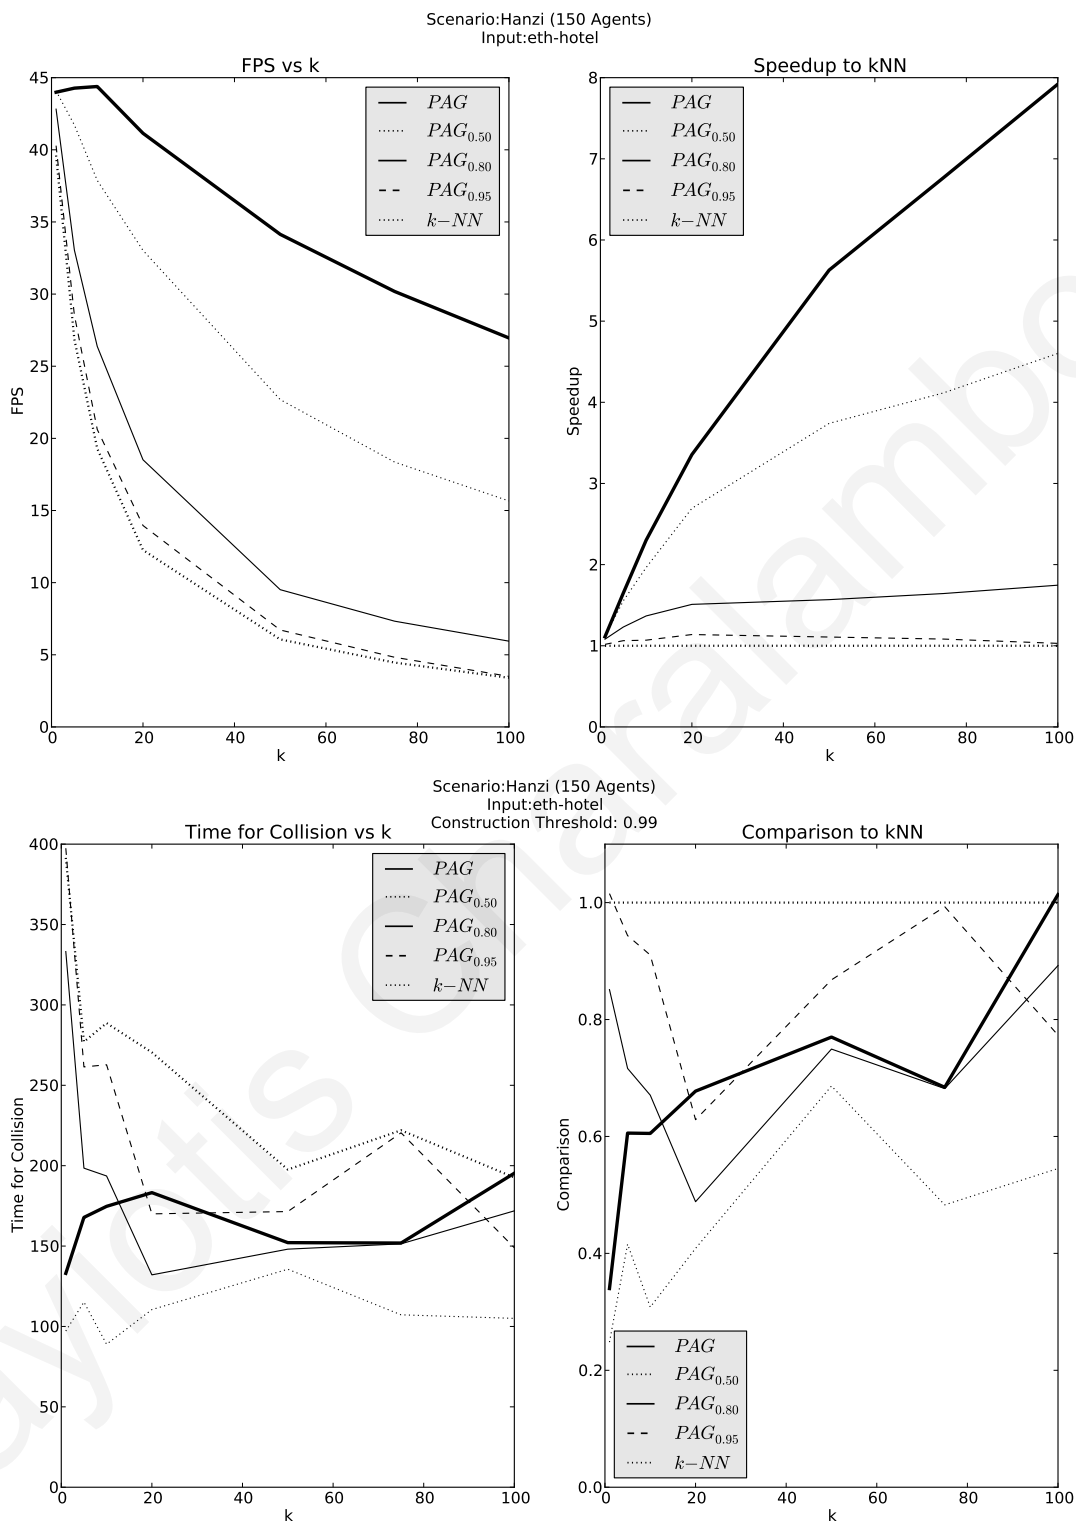 Scenario:Hanzi (150 Agents)
Input:eth-hotel
FPS vs k
45
40
35
30
25
20
15
10
5
0
FPS
0 20 40 60 80 100
k
PAG
PAG0.50
PAG0.80
PAG0.95
k−NN
Speedup to kNN
8
7
6
5
4
3
2
1
0
Speedup
0 20 40 60 80 100
k
PAG
PAG0.50
PAG0.80
PAG0.95
k−NN
Scenario:Hanzi (150 Agents)
Input:eth-hotel
Construction Threshold: 0.99
Time for Collision vs k
400
350
300
250
200
150
100
50
0
Time for Collision
0 20 40 60 80 100
k
PAG
PAG0.50
PAG0.80
PAG0.95
k−NN
Comparison to kNN
1.0
0.8
0.6
0.4
0.2
0.0
Comparison
0 20 40 60 80 100
k
PAG
PAG0.50
PAG0.80
PAG0.95
k−NN